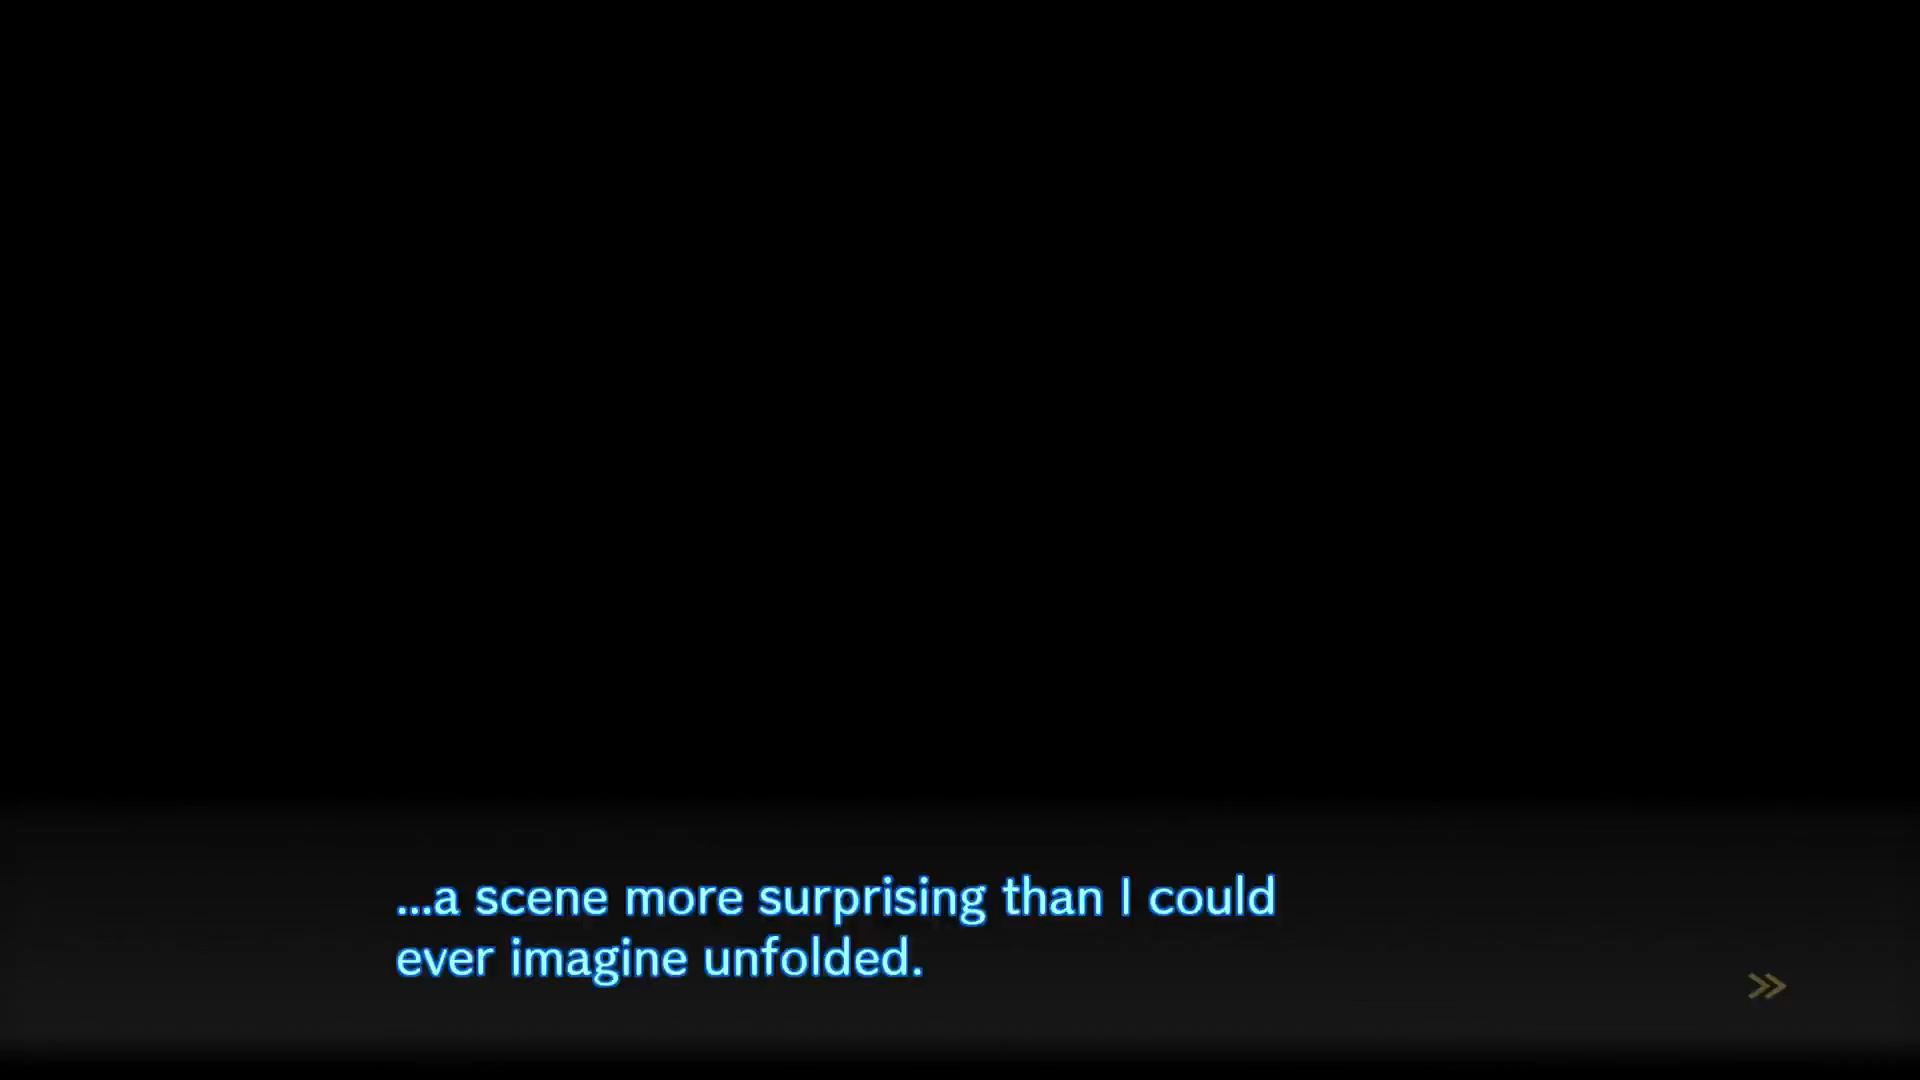 ...a scene more surprising than I could
ever imagine unfolded.